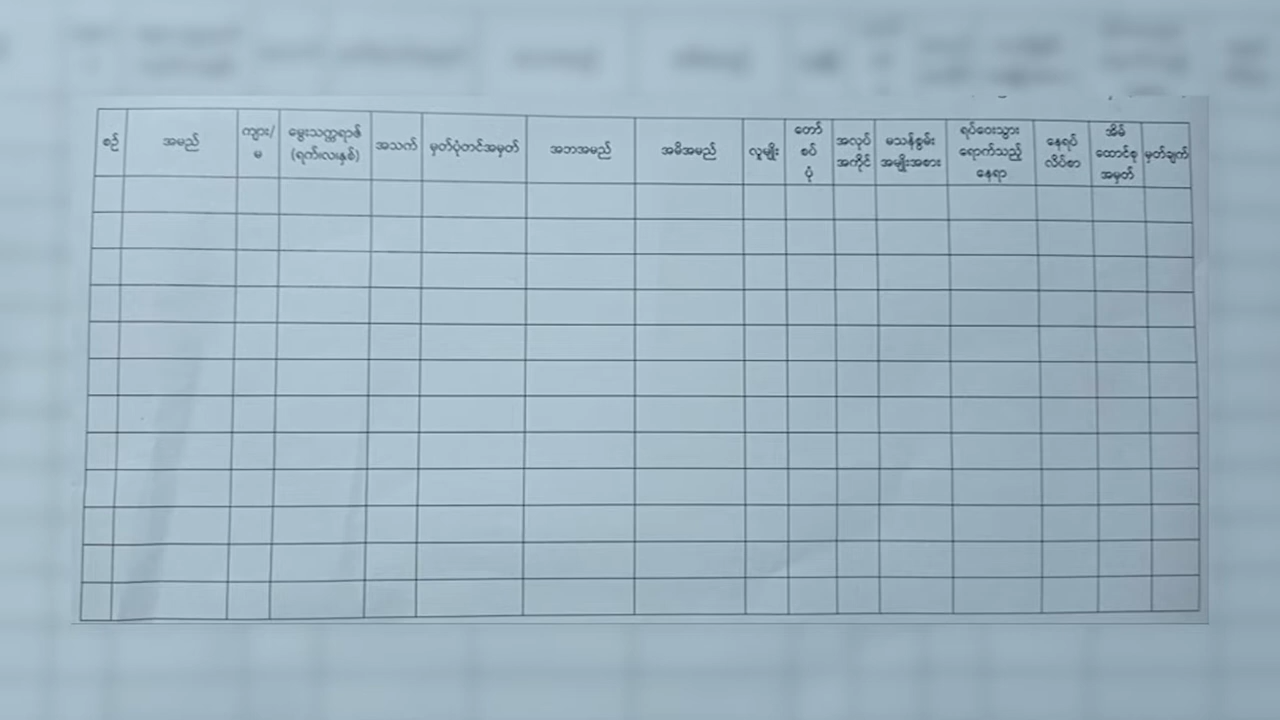 စဉ်
အမည်
ကျား/
မ
မွေးသက္ကရာဇ်
(ရက်၊လ၊နှစ်)
အသက်
မှတ်ပုံတင်အမှတ်
အဘအမည်
အမိအမည်
လူမျိုး
တော်
စပ်
ပုံ
အလုပ်
အကိုင်
မသန်စွမ်း
အမျိုးအစား
ရပ်ဝေးသွား
ရောက်သည့်
နေရာ
နေရပ်
လိပ်စာ
အိမ်
ထောင်စု
အမှတ်
မှတ်ချက်